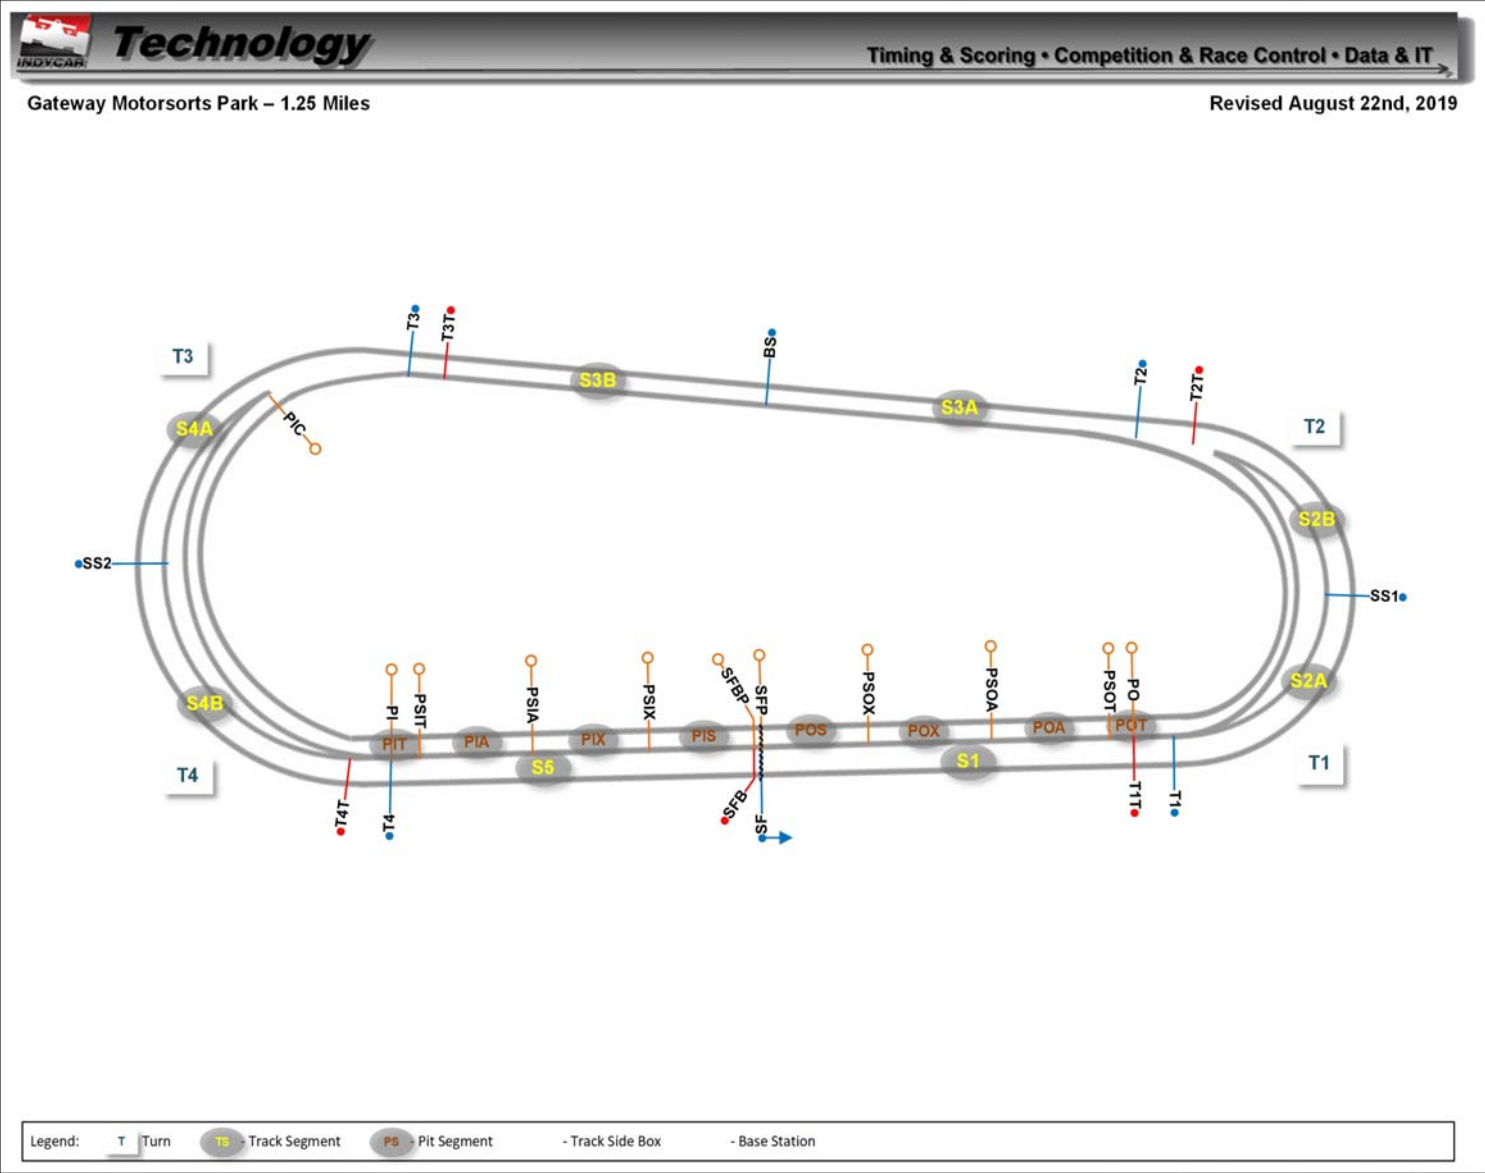 INDYCAR
Technology
Timing & Scoring • Competition & Race Control • Data & IT
Gateway Motorsorts Park – 1.25 Miles
Revised August 22nd, 2019
T3
T3T
BS
T2
T2T
T3
S3B
S3A
T2
S4A
PIC
S2B
SS2
SS1
S4B
S2A
PI
PSIT
PSIA
PSIX
SFBP
SFP
PSOX
PSOA
PSOT
PO
PIT
PIA
PIX
PIS
POS
POX
POA
POT
T4
S5
S1
T1
T4T
T4
SFB
SF
T1T
T1
Legend:
T Turn
TS - Track Segment
PS - Pit Segment
- Track Side Box
- Base Station